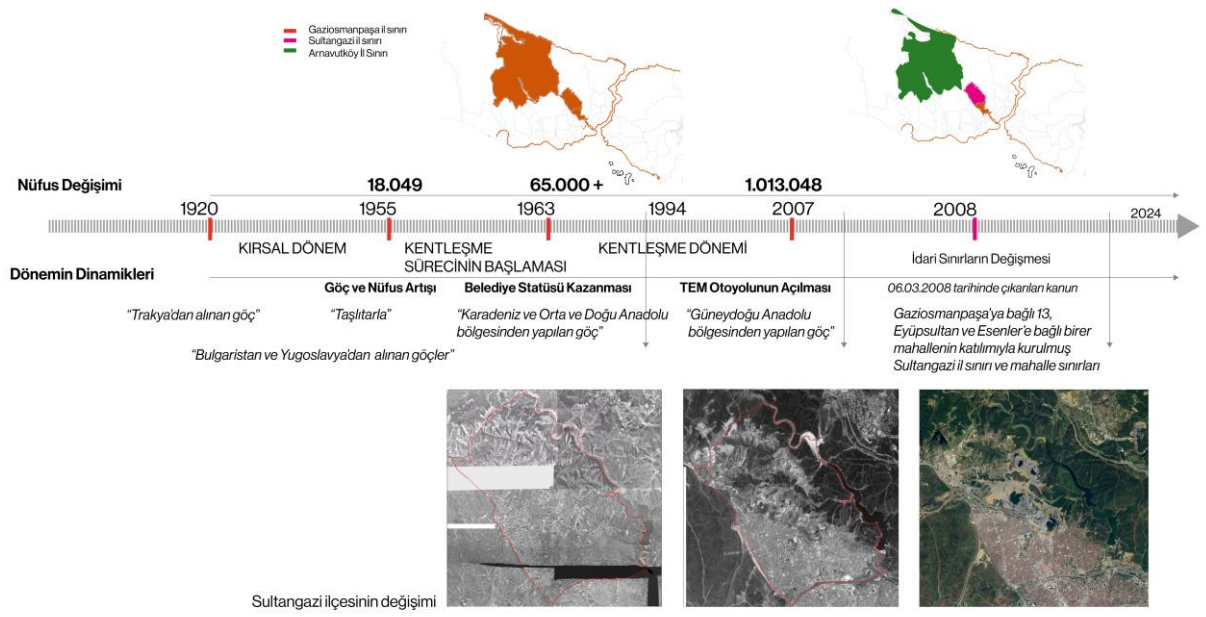 Gaziosmanpaşa il sınırı
Sultangazi il sınırı
Arnavutköy İl Sınırı
Nüfus Değişimi
18.049
65.000 +
1.013.048
1920
1955
1963
1994
2007
2008
2024
KIRSAL DÖNEM
KENTLEŞME
SÜRECİNİN BAŞLAMASI
KENTLEŞME DÖNEMİ
İdari Sınırların Değişmesi
Dönemin Dinamikleri
Göç ve Nüfus Artışı
Belediye Statüsü Kazanması
TEM Otoyolunun Açılması
06.03.2008 tarihinde çıkarılan kanun
"Trakya'dan alınan göç"
"Taşlıtarla"
"Karadeniz ve Orta ve Doğu Anadolu
bölgesinden yapılan göç"
"Güneydoğu Anadolu
bölgesinden yapılan göç"
Gaziosmanpaşa'ya bağlı 13,
Eyüpsultan ve Esenler'e bağlı birer
mahallenin katılımıyla kurulmuş
Sultangazi il sınırı ve mahalle sınırları
"Bulgaristan ve Yugoslavya'dan alınan göçler"
Sultangazi ilçesinin değişimi